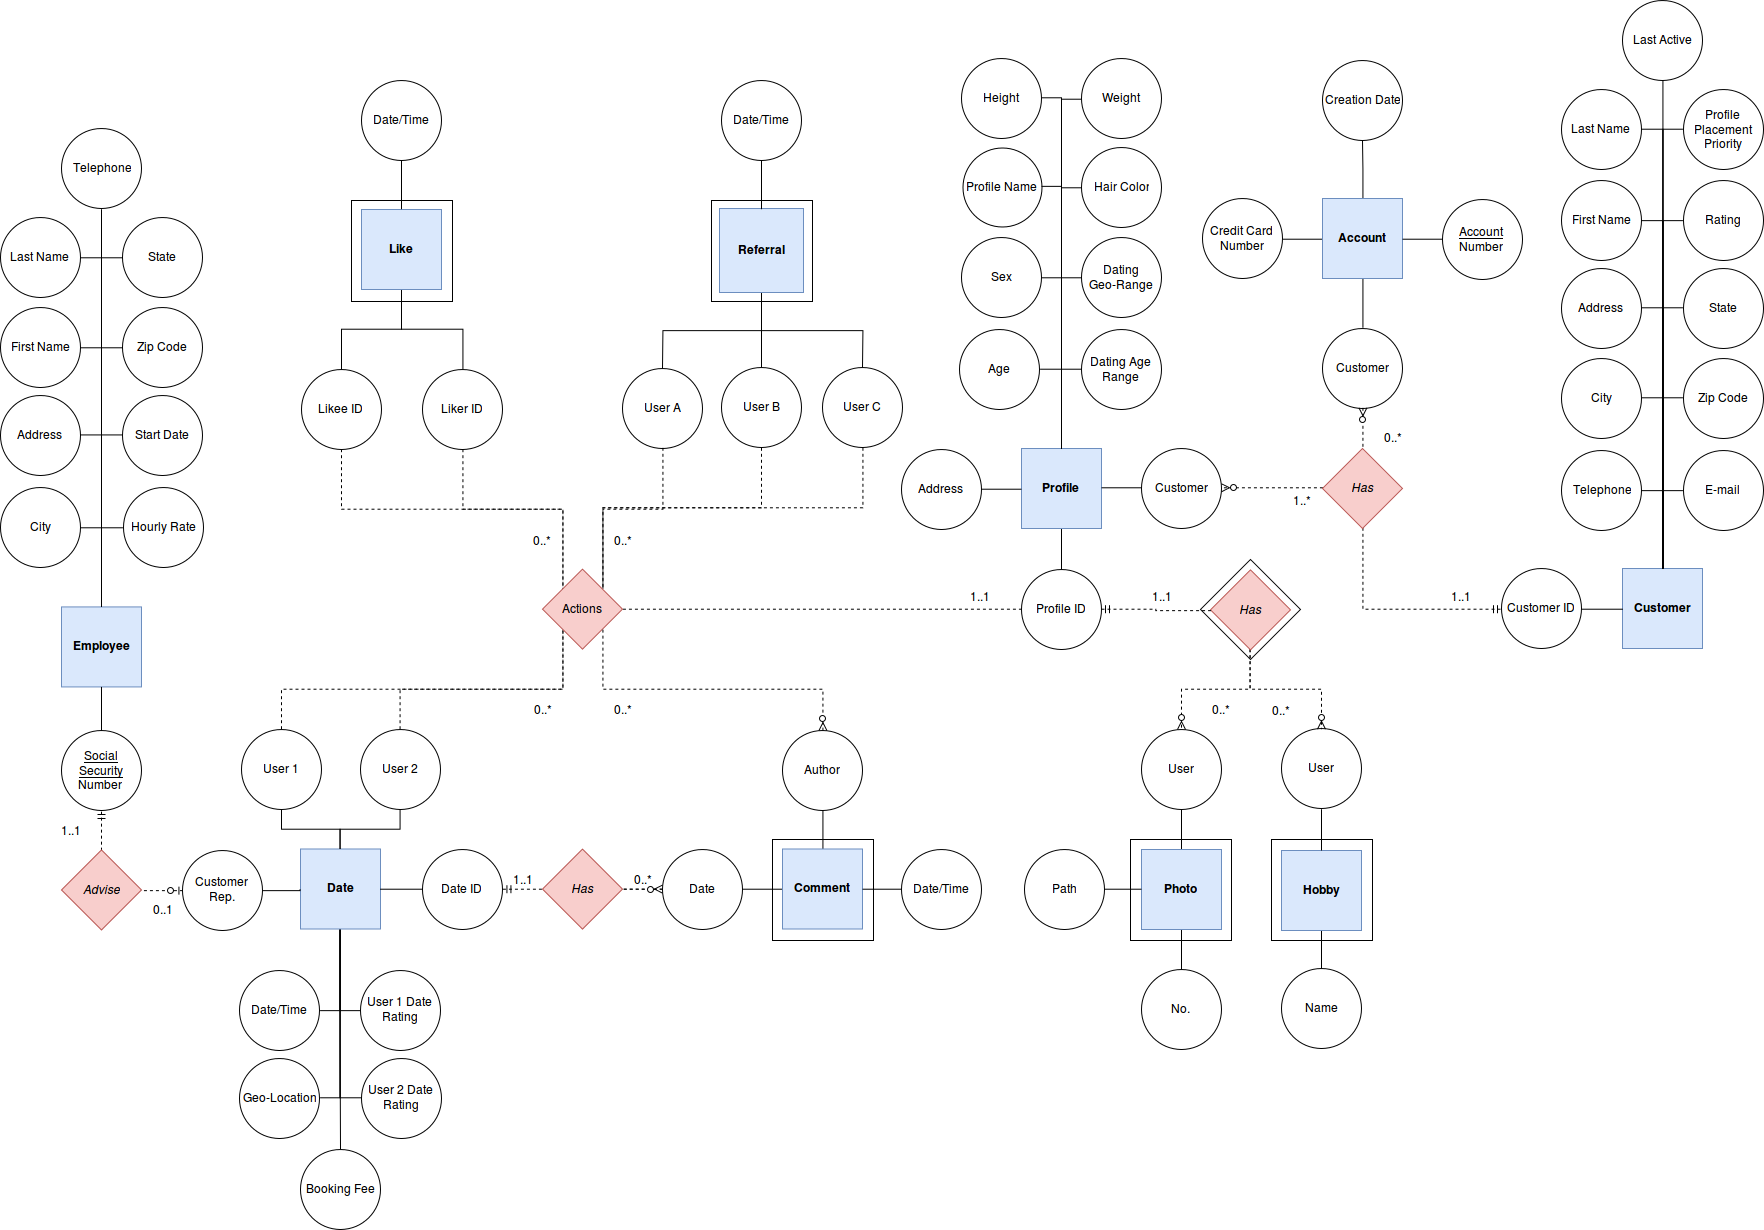 Last Active
Height
Weight
Creation Date
Date/Time
Date/Time
Last Name
Profile
Placement
Priority
Telephone
Profile Name
Hair Color
First Name
Rating
Last Name
State
Like
Referral
Credit Card
Number
Account
Account
Number
Sex
Dating
Geo-Range
Address
State
First Name
Zip Code
Age
Dating Age
Range
Customer
City
Zip Code
Likee ID
Liker ID
User A
User B
User C
Address
Start Date
0..*
Address
Profile
Customer
1..*
Has
Telephone
E-mail
City
Hourly Rate
0..*
0..*
1..1
1..1
1..1
Actions
Profile ID
Has
Customer ID
Customer
Employee
0..*
0..*
0..*
0..*
Social
Security
Number
User 1
User 2
Author
User
User
1..1
Advise
0..1
Customer
Rep.
Date
Date ID
1..1
Has
0..*
Date
Comment
Date/Time
Path
Photo
Hobby
Date/Time
User 1 Date
Rating
No.
Name
Geo-Location
User 2 Date
Rating
Booking Fee